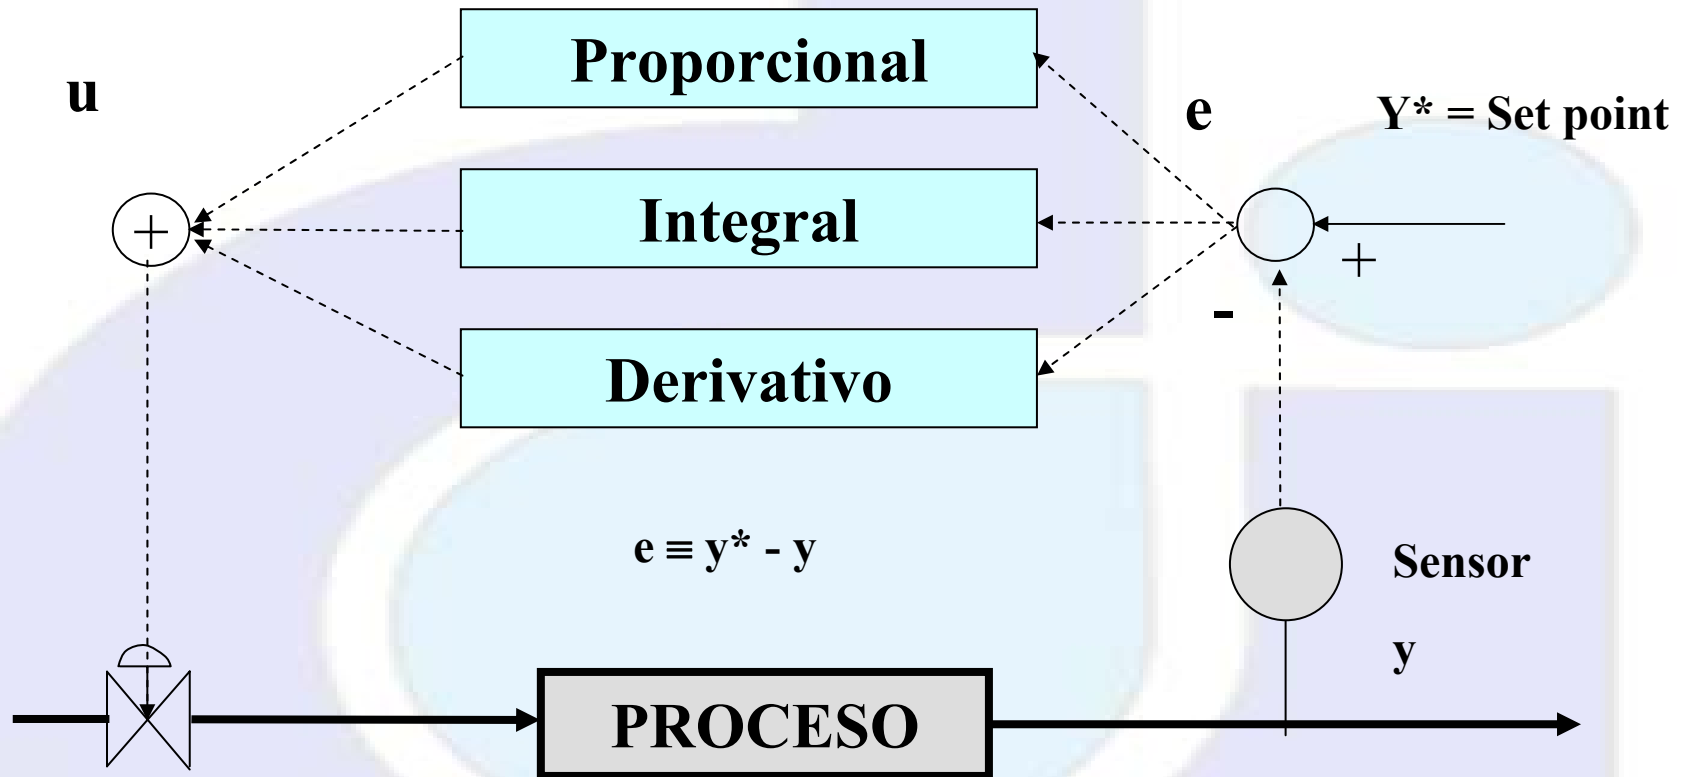 Proporcional
u
e
Y* = Set point
Integral
+
+
-
Derivativo
e ≡ y* - y
Sensor
y
PROCESO